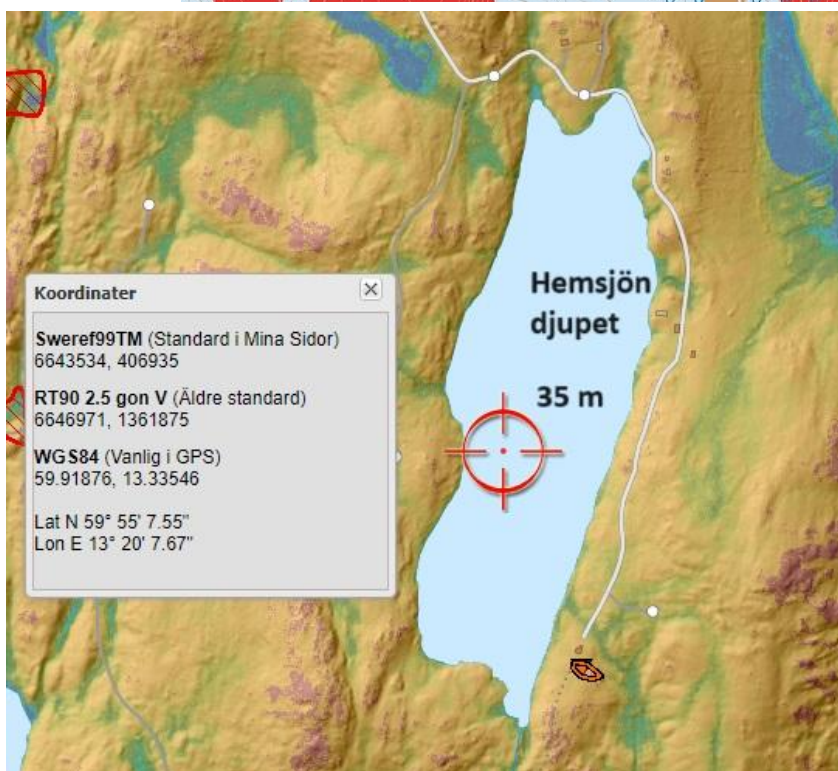 Koordinater
Sweref99TM (Standard i Mina Sidor)
6643534, 406935
RT90 2.5 gon V (Äldre standard)
6646971, 1361875
WGS84 (Vanlig i GPS)
59.91876, 13.33546
Lat N 59° 55' 7.55"
Lon E 13° 20' 7.67"
Hemsjön
djupet
35 m